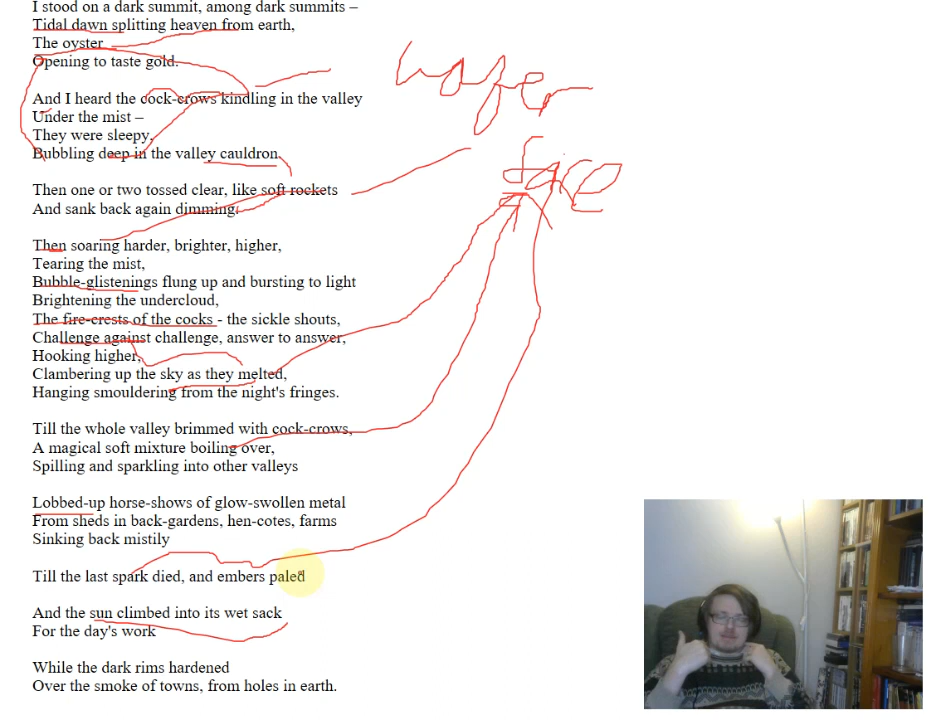 I stood on a dark summit, among dark summits –
Tidal dawn splitting heaven from earth,
The oyster
Opening to taste gold.
And I heard the cock-crows kindling in the valley
Under the mist –
They were sleepy,
Bubbling deep in the valley cauldron.
Then one or two tossed clear, like soft rockets
And sank back again dimming.
Then soaring harder, brighter, higher,
Tearing the mist,
Bubble-glistenings flung up and bursting to light
Brightening the undercloud,
The fire-crests of the cocks - the sickle shouts,
Challenge against challenge, answer to answer,
Hooking higher,
Clambering up the sky as they melted,
Hanging smouldering from the night's fringes.
Till the whole valley brimmed with cock-crows,
A magical soft mixture boiling over,
Spilling and sparkling into other valleys
Lobbed-up horse-shows of glow-swollen metal
From sheds in back-gardens, hen-cotes, farms
Sinking back mistily
Till the last spark died, and embers paled
And the sun climbed into its wet sack
For the day's work
While the dark rims hardened
Over the smoke of towns, from holes in earth.